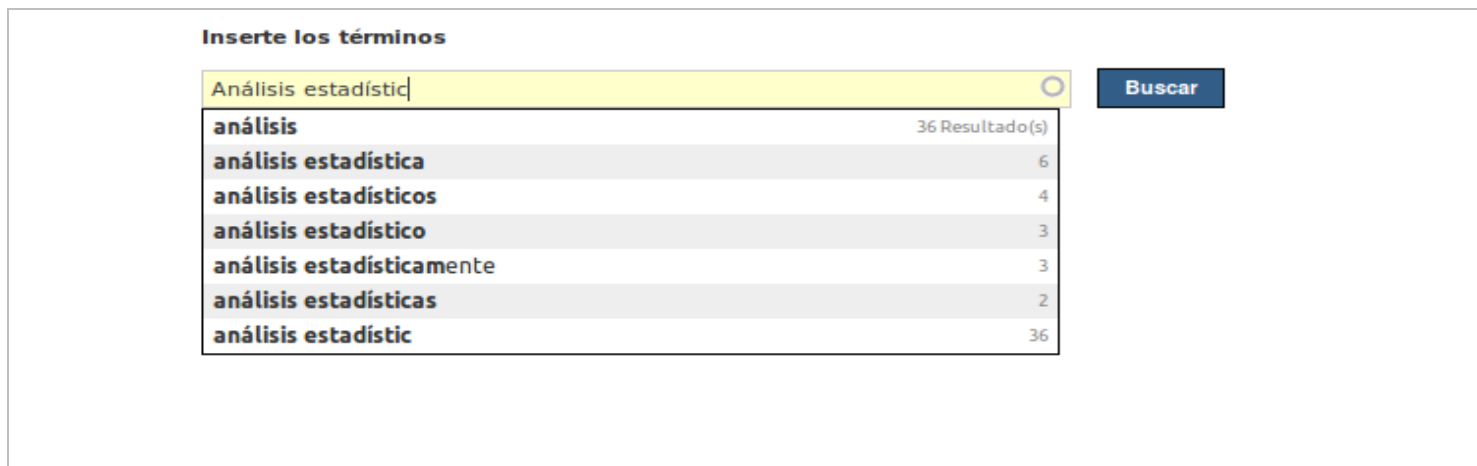 Inserte los términos
Análisis estadístic Buscar
análisis 36 Resultado(s)
análisis estadística 6
análisis estadísticos 4
análisis estadístico 3
análisis estadísticamente 3
análisis estadísticas 2
análisis estadístic 36